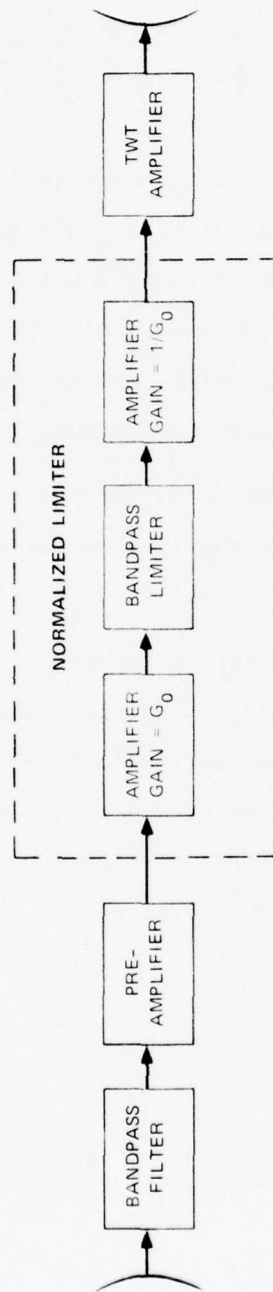 BANDPASS
FILTER
PRE-
AMPLIFIER
NORMALIZED LIMITER
AMPLIFIER
GAIN = G0
BANDPASS
LIMITER
AMPLIFIER
GAIN = 1/G0
TWT
AMPLIFIER